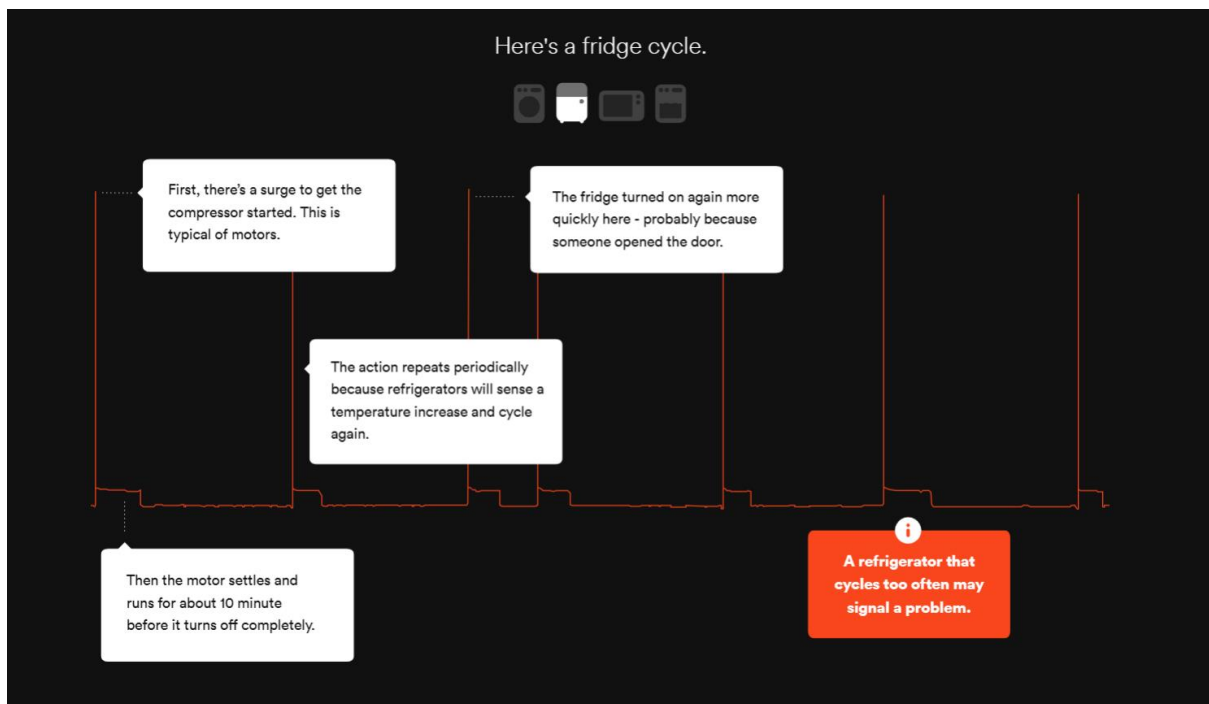 Here's a fridge cycle.
First, there's a surge to get the
compressor started. This is
typical of motors.
The fridge turned on again more
quickly here - probably because
someone opened the door.
The action repeats periodically
because refrigerators will sense a
temperature increase and cycle
again.
Then the motor settles and
runs for about 10 minute
before it turns off completely.
i
A refrigerator that
cycles too often may
signal a problem.